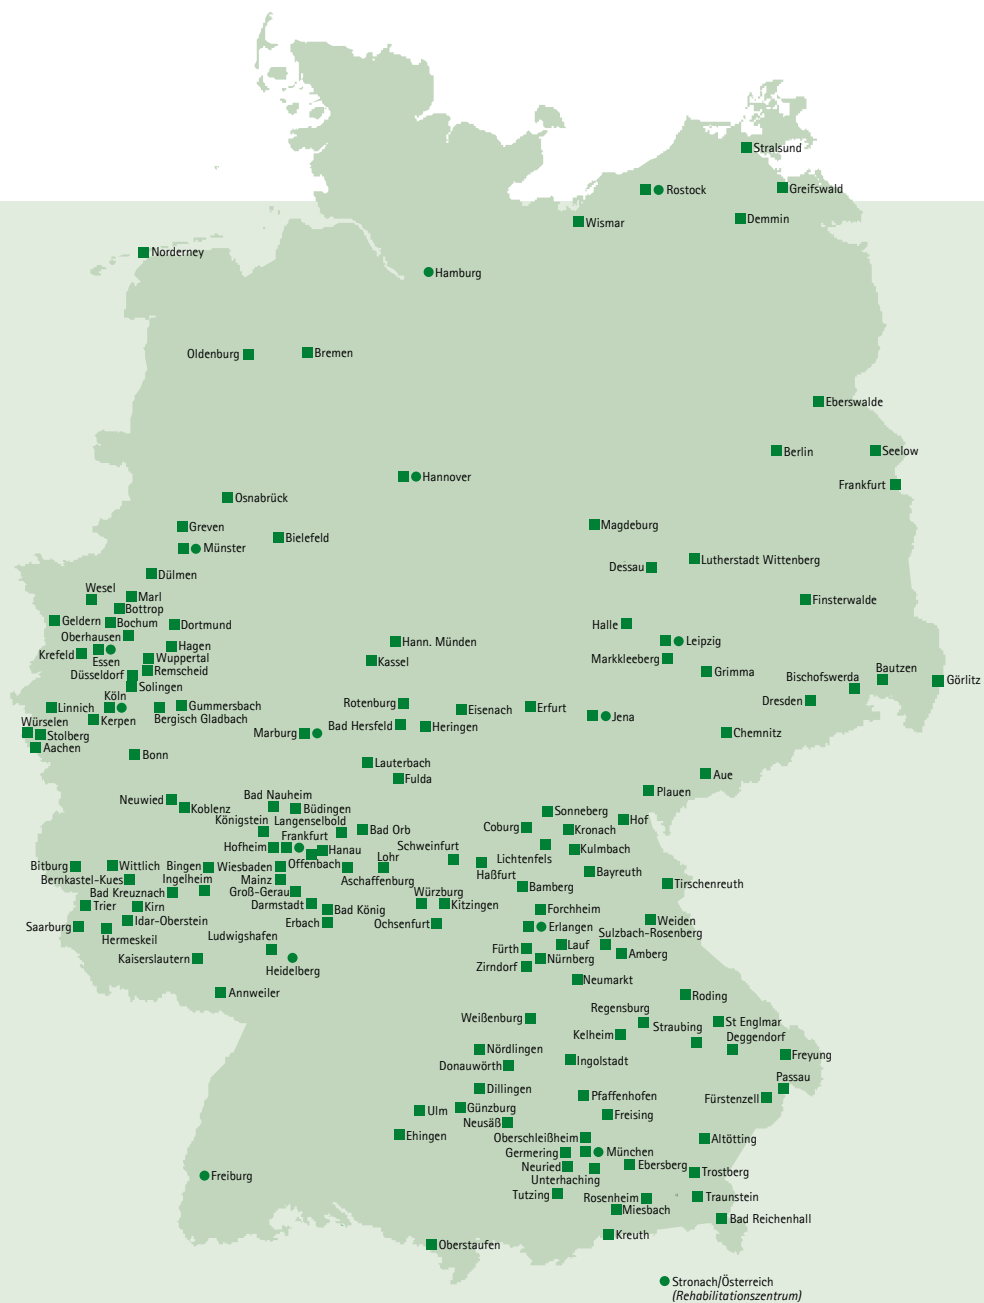 Stralsund
Rostock
Greifswald
Wismar
Demmin
Norderney
Hamburg
Oldenburg
Bremen
Eberswalde
Berlin
Seelow
Hannover
Frankfurt
Osnabrück
Greven
Magdeburg
Bielefeld
Münster
Lutherstadt Wittenberg
Dessau
Dülmen
Wesel
Marl
Finsterwalde
Bottrop
Geldern
Bochum
Dortmund
Halle
Oberhausen
Hann. Münden
Leipzig
Hagen
Krefeld
Essen
Wuppertal
Kassel
Markkleeberg
Bautzen
Remscheid
Grimma
Düsseldorf
Bischofswerda
Görlitz
Solingen
Köln
Dresden
Rotenburg
Linnich
Gummersbach
Eisenach
Erfurt
Jena
Kerpen
Bergisch Gladbach
Würselen
Bad Hersfeld
Heringen
Stolberg
Marburg
Chemnitz
Aachen
Bonn
Lauterbach
Aue
Fulda
Plauen
Bad Nauheim
Neuwied
Koblenz
Büdingen
Sonneberg
Königstein
Langenselbold
Hof
Bad Orb
Coburg
Kronach
Frankfurt
Hofheim
Hanau
Schweinfurt
Kulmbach
Lichtenfels
Offenbach
Lohr
Bitburg
Wittlich
Bingen
Wiesbaden
Haßfurt
Bayreuth
Bernkastel-Kues
Ingelheim
Mainz
Aschaffenburg
Tirschenreuth
Bad Kreuznach
Groß-Gerau
Würzburg
Bamberg
Trier
Kirn
Darmstadt
Kitzingen
Bad König
Forchheim
Idar-Oberstein
Erbach
Ochsenfurt
Weiden
Saarburg
Erlangen
Hermeskeil
Ludwigshafen
Sulzbach-Rosenberg
Fürth
Lauf
Amberg
Kaiserslautern
Nürnberg
Heidelberg
Zirndorf
Neumarkt
Annweiler
Roding
Regensburg
Weißenburg
St Englmar
Straubing
Kelheim
Deggendorf
Nördlingen
Freyung
Donauwörth
Ingolstadt
Passau
Dillingen
Pfaffenhofen
Fürstenzell
Günzburg
Ulm
Freising
Neusäß
Ehingen
Oberschleißheim
Altötting
Germering
München
Neuried
Ebersberg
Freiburg
Trostberg
Unterhaching
Tutzing
Rosenheim
Traunstein
Miesbach
Bad Reichenhall
Kreuth
Oberstaufen
Stronach/Österreich
(Rehabilitationszentrum)